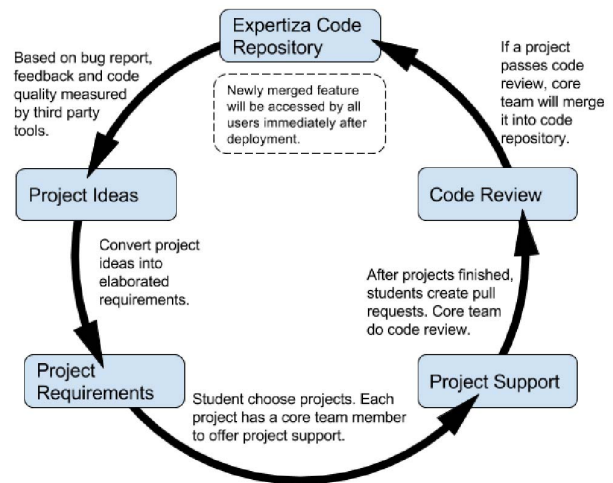 Expertiza Code
Repository
Based on bug report,
feedback and code
quality measured
by third party
tools.
Newly merged feature
will be accessed by all
users immediately after
deployment.
If a project
passes code
review, core
team will merge
it into code
repository.
Project Ideas
Code Review
Convert project
ideas into
elaborated
requirements.
After projects finished,
students create pull
requests. Core team
do code review.
Project
Requirements
Student choose projects. Each
project has a core team member
to offer project support.
Project Support